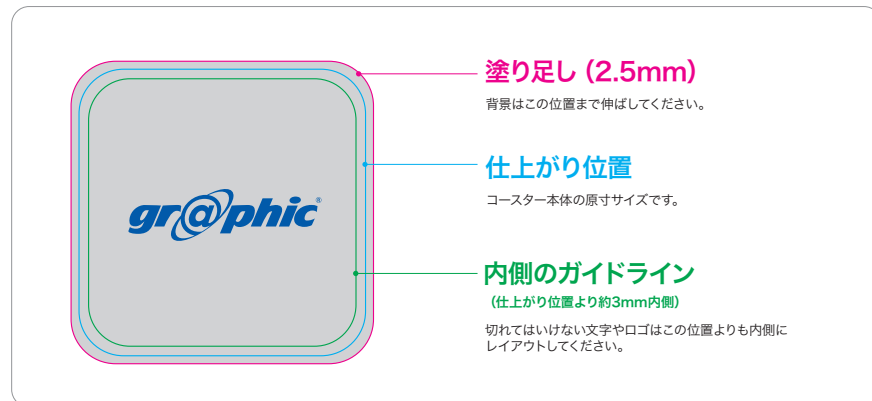 gr@phic®
塗り足し（2.5mm）
背景はこの位置まで伸ばしてください。
仕上がり位置
コースター本体の原寸サイズです。
内側のガイドライン
（仕上がり位置より約3mm内側）
切れてはいけない文字やロゴはこの位置よりも内側に
レイアウトしてください。